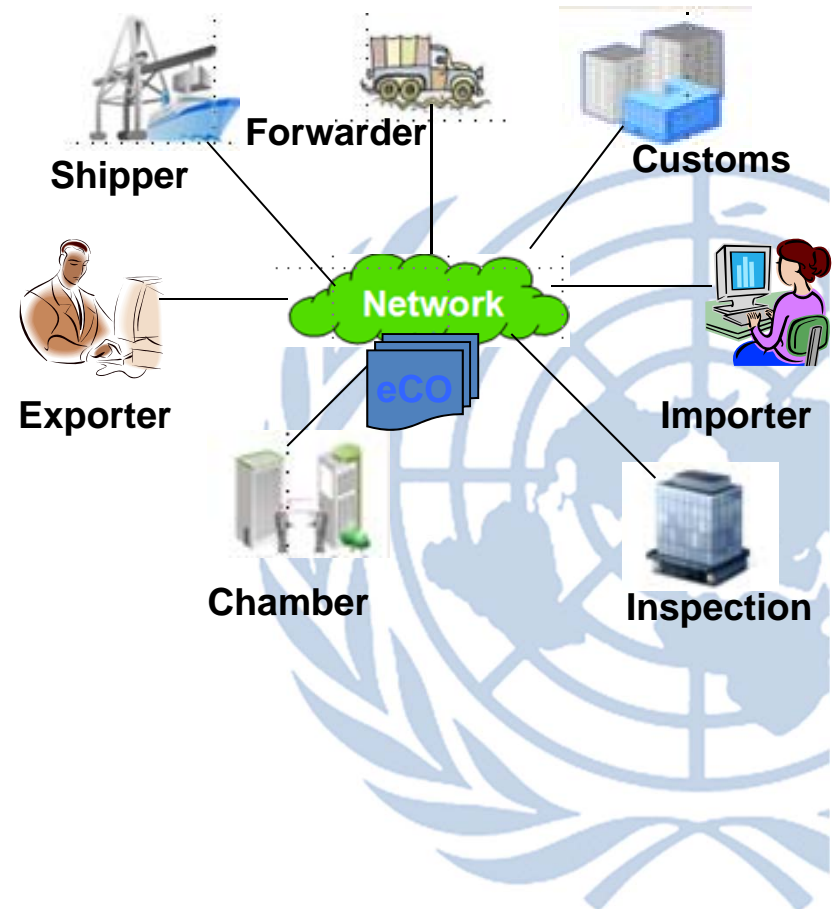 Forwarder
Shipper
Customs
Network
eCO
Exporter
Importer
Chamber
Inspection